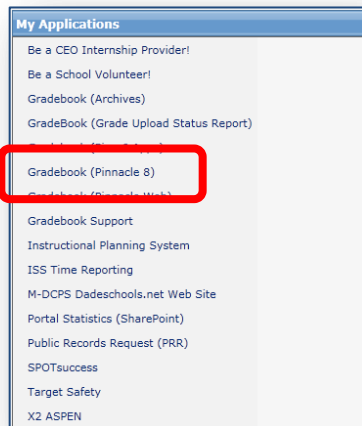 My Applications
Be a CEO Internship Provider!
Be a School Volunteer!
Gradebook (Archives)
GradeBook (Grade Upload Status Report)
Gradebook (Pinnacle 8)
Gradebook (Pinnacle Web)
Gradebook Support
Instructional Planning System
ISS Time Reporting
M-DCPS Dadeschools.net Web Site
Portal Statistics (SharePoint)
Public Records Request (PRR)
SPOTsuccess
Target Safety
X2 ASPEN